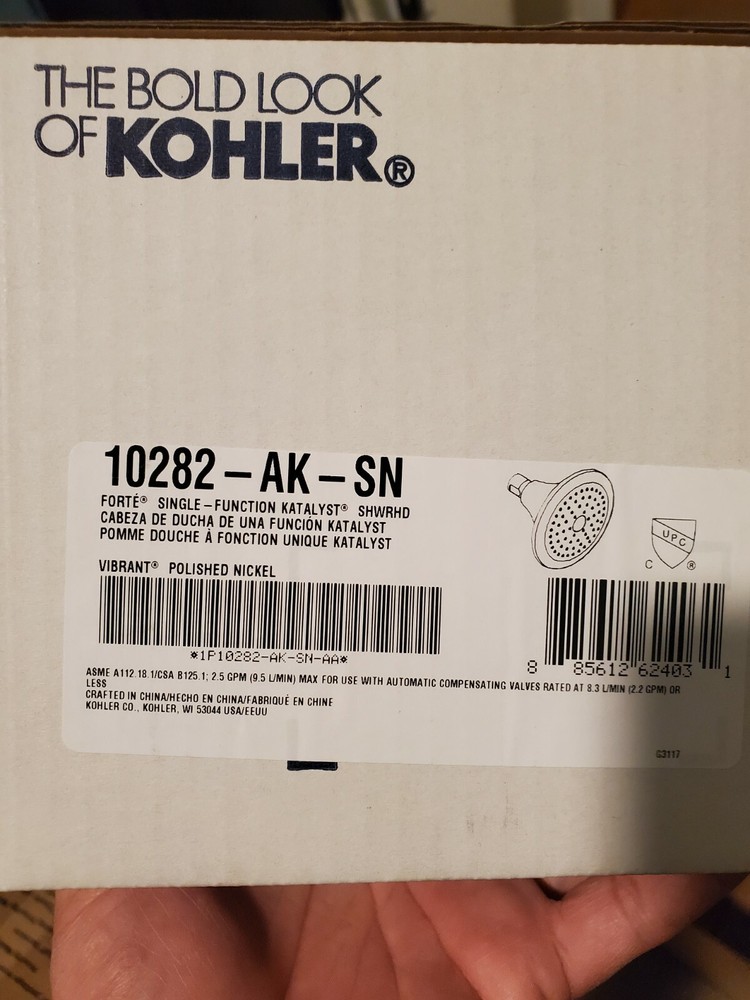 THE BOLD LOOK
OF KOHLER®
10282-AK-SN
FORTÉ® SINGLE-FUNCTION KATALYST® SHWRHD
CABEZA DE DUCHA DE UNA FUNCIÓN KATALYST
POMME DOUCHE À FONCTION UNIQUE KATALYST
VIBRANT® POLISHED NICKEL
UPC
C ®
*1P10282-AK-SN-AA*
8 85612 62403 1
ASME A112.18.1/CSA B125.1; 2.5 GPM (9.5 L/MIN) MAX FOR USE WITH AUTOMATIC COMPENSATING VALVES RATED AT 8.3 L/MIN (2.2 GPM) OR
LESS
CRAFTED IN CHINA/HECHO EN CHINA/FABRIQUÉ EN CHINE
KOHLER CO., KOHLER, WI 53044 USA/EEUU
G3117